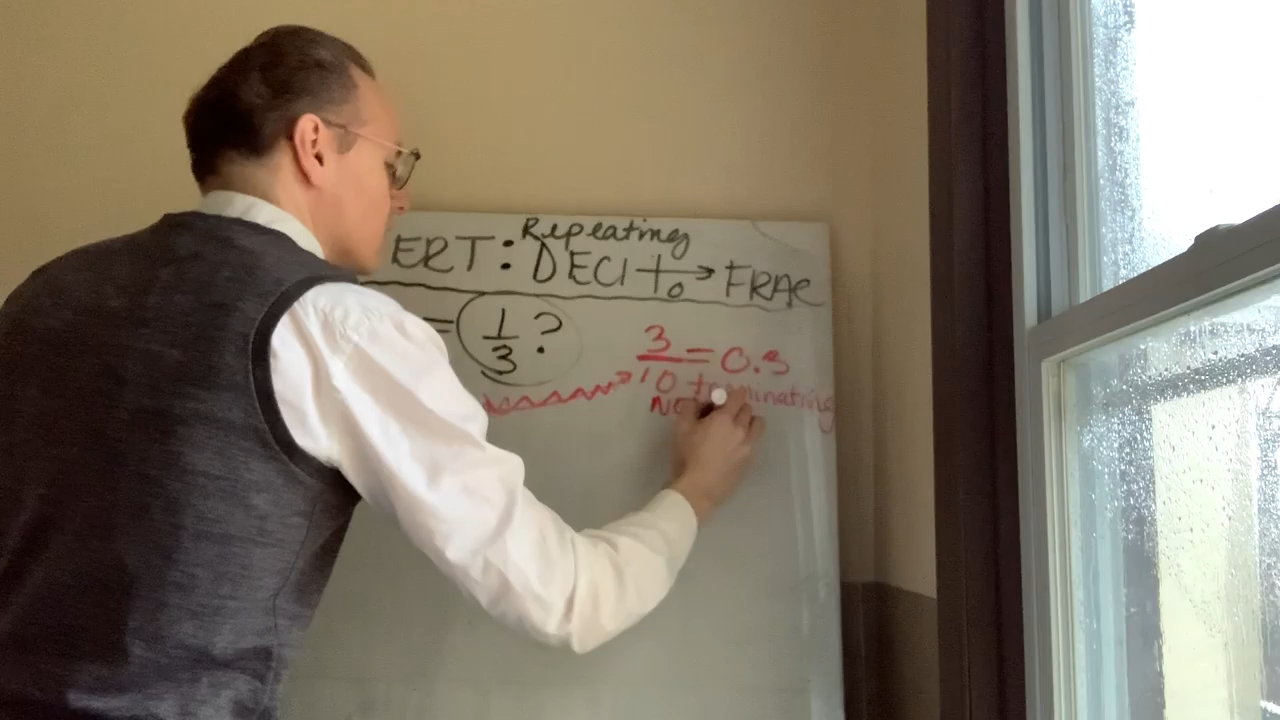 Repeating
ERT: DECI to → FRAC
= 1/3?
3/10 = 0.3
terminating